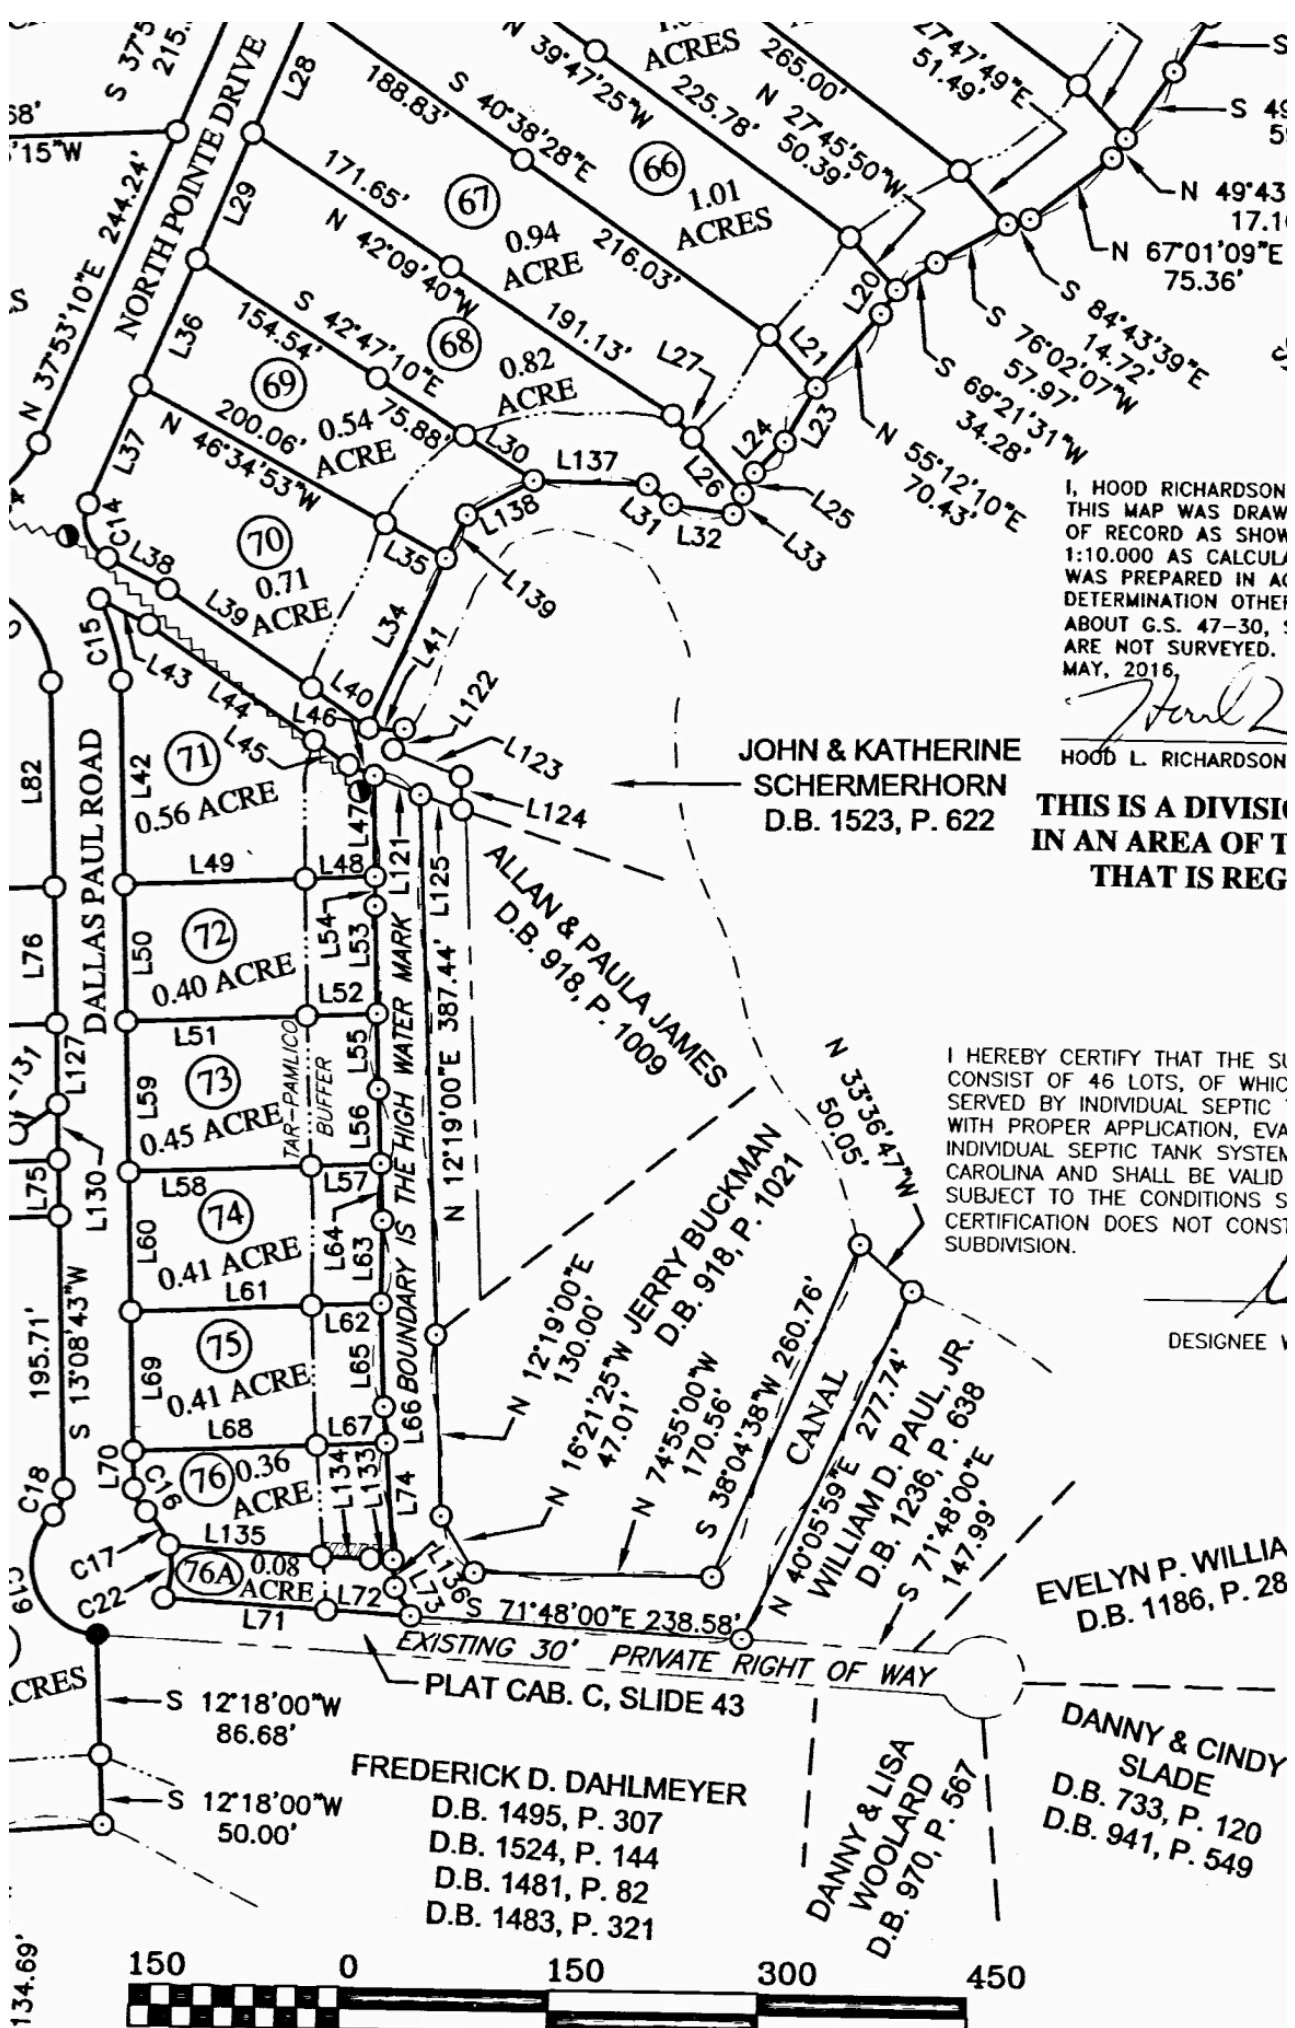 ACRES
S 37°5
215.
68'
'15"W
NORTH POINTE DRIVE
L28
188.83'
S 40°38'28"E
N 39°47'25"W
225.78'
265.00'
N 27°45'50"W
50.39'
27°47'49"E
51.49'
S 49
N 49°43
17.1
N 67°01'09"E
75.36'
S 84°43'39"E
14.72'
S 76°02'07"W
57.97'
S 69°21'31"W
34.28'
N 55°12'10"E
70.43'
66
1.01
ACRES
216.03'
67
0.94
ACRE
171.65'
N 42°09'40"W
191.13'
L29
N 37°53'10"E 244.24'
S
L20
L21
L27
L23
L24
L25
L26
68
0.82
ACRE
S 42°47'10"E
154.54'
75.88'
L36
69
0.54
ACRE
200.06'
N 46°34'53"W
L30
L137
L31
L32
L33
L138
L139
L37
C14
L38
L39
70
0.71
ACRE
L35
L34
L41
L40
L46
L122
L123
L124
C15
L43
L44
L45
L42
L82
DALLAS PAUL ROAD
71
0.56 ACRE
L47
L121
L125
L49
L48
L54
L53
72
0.40 ACRE
L50
L76
L52
L51
L55
TAR-PAMLICO
BUFFER
BOUNDARY IS THE HIGH WATER MARK
N 12°19'00"E 387.44'
73
0.45 ACRE
L59
L127
L56
L131
L58
L57
L75
L130
74
0.41 ACRE
L60
L64
L63
L61
L62
195.71'
S 13°08'43"W
75
0.41 ACRE
L69
L65
L66
L68
L67
L70
C16
C18
76
0.36
ACRE
L134
L133
L74
L135
C17
C22
C19
76A
0.08
ACRE
L72
L73
L136
L71
S 71°48'00"E 238.58'
EXISTING 30' PRIVATE RIGHT OF WAY
PLAT CAB. C, SLIDE 43
I, HOOD RICHARDSON
THIS MAP WAS DRAW
OF RECORD AS SHOW
1:10.000 AS CALCULA
WAS PREPARED IN AC
DETERMINATION OTHER
ABOUT G.S. 47-30,
ARE NOT SURVEYED.
MAY, 2016
HOOD L. RICHARDSON
THIS IS A DIVISIO
IN AN AREA OF T
THAT IS REG
JOHN & KATHERINE
SCHERMERHORN
D.B. 1523, P. 622
ALLAN & PAULA JAMES
D.B. 918, P. 1009
I HEREBY CERTIFY THAT THE SU
CONSIST OF 46 LOTS, OF WHIC
SERVED BY INDIVIDUAL SEPTIC
WITH PROPER APPLICATION, EVA
INDIVIDUAL SEPTIC TANK SYSTEM
CAROLINA AND SHALL BE VALID
SUBJECT TO THE CONDITIONS S
CERTIFICATION DOES NOT CONST
SUBDIVISION.
DESIGNEE
N 33°36'47"W
50.05'
JERRY BUCKMAN
D.B. 918, P. 1021
N 12°19'00"E
130.00'
N 16°21'25"W
47.01'
N 74°55'00"W
170.56'
S 38°04'38"W 260.76'
CANAL
N 40°05'59"E 277.74'
WILLIAM D. PAUL, JR.
D.B. 1236, P. 638
S 71°48'00"E
147.99'
EVELYN P. WILLIA
D.B. 1186, P. 28
DANNY & CINDY
SLADE
D.B. 733, P. 120
D.B. 941, P. 549
DANNY & LISA
WOOLARD
D.B. 970, P. 567
CRES
S 12°18'00"W
86.68'
S 12°18'00"W
50.00'
FREDERICK D. DAHLMEYER
D.B. 1495, P. 307
D.B. 1524, P. 144
D.B. 1481, P. 82
D.B. 1483, P. 321
134.69'
150 0 150 300 450